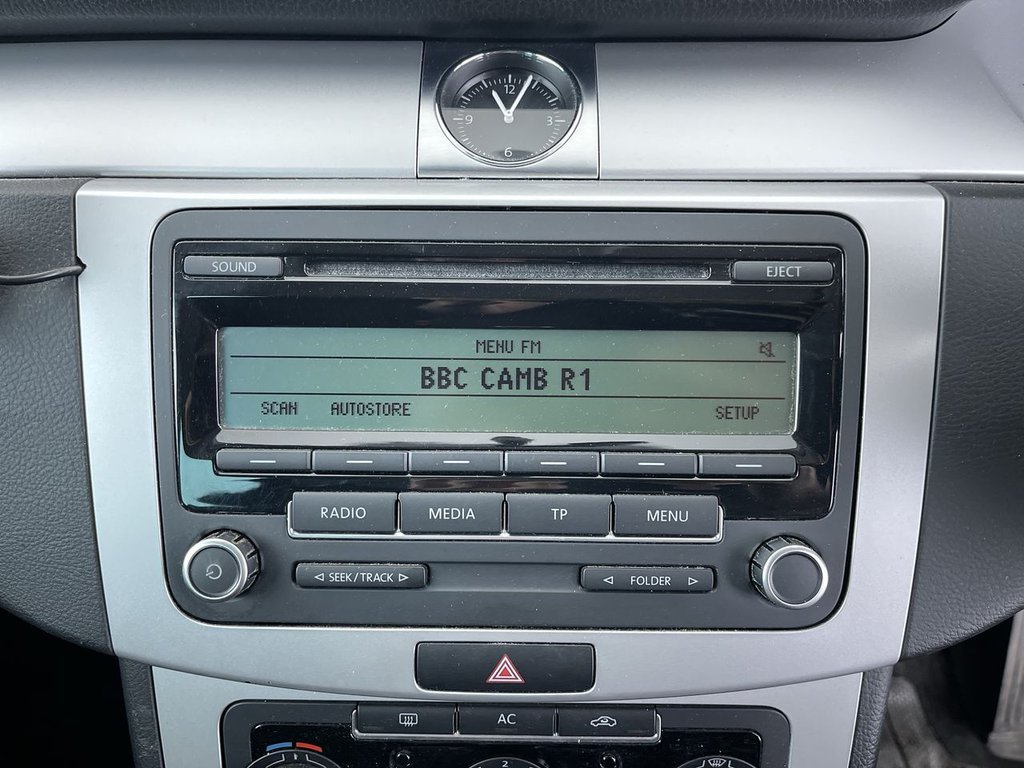 12
9 3
6
SOUND EJECT
MENU FM
BBC CAMB R1
SCAN AUTOSTORE SETUP
RADIO MEDIA TP MENU
SEEK/TRACK FOLDER
AC
2